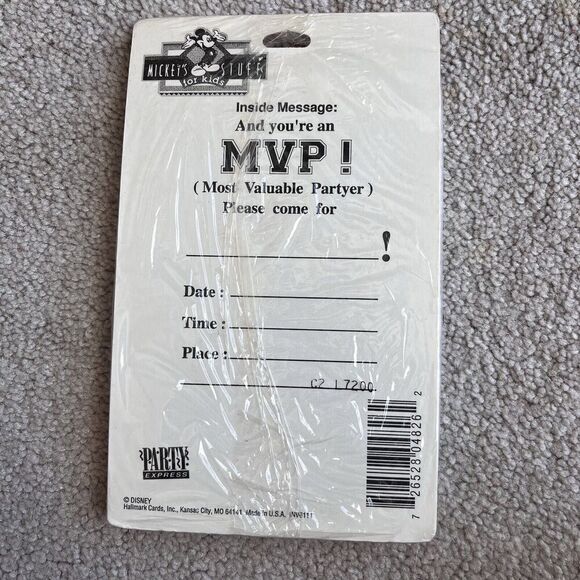 MICKEY'S STUFF
for kids
Inside Message:
And you're an
MVP !
( Most Valuable Partyer )
Please come for
!
Date :
Time :
Place :
C2 L7200
PARTY
EXPRESS
© DISNEY
Hallmark Cards, Inc., Kansas City, MO 64141 Made in U.S.A.
7 26528 04826 2